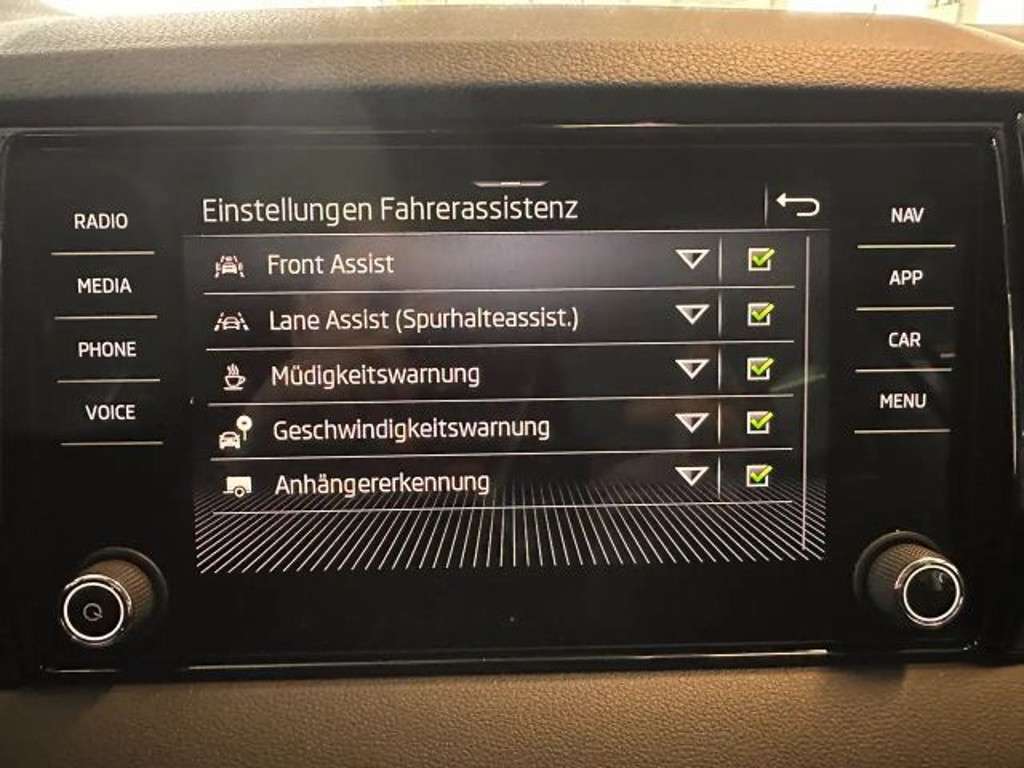 Einstellungen Fahrerassistenz
RADIO
MEDIA
PHONE
VOICE
Front Assist
Lane Assist (Spurhalteassist.)
Müdigkeitswarnung
Geschwindigkeitswarnung
Anhängererkennung
NAV
APP
CAR
MENU